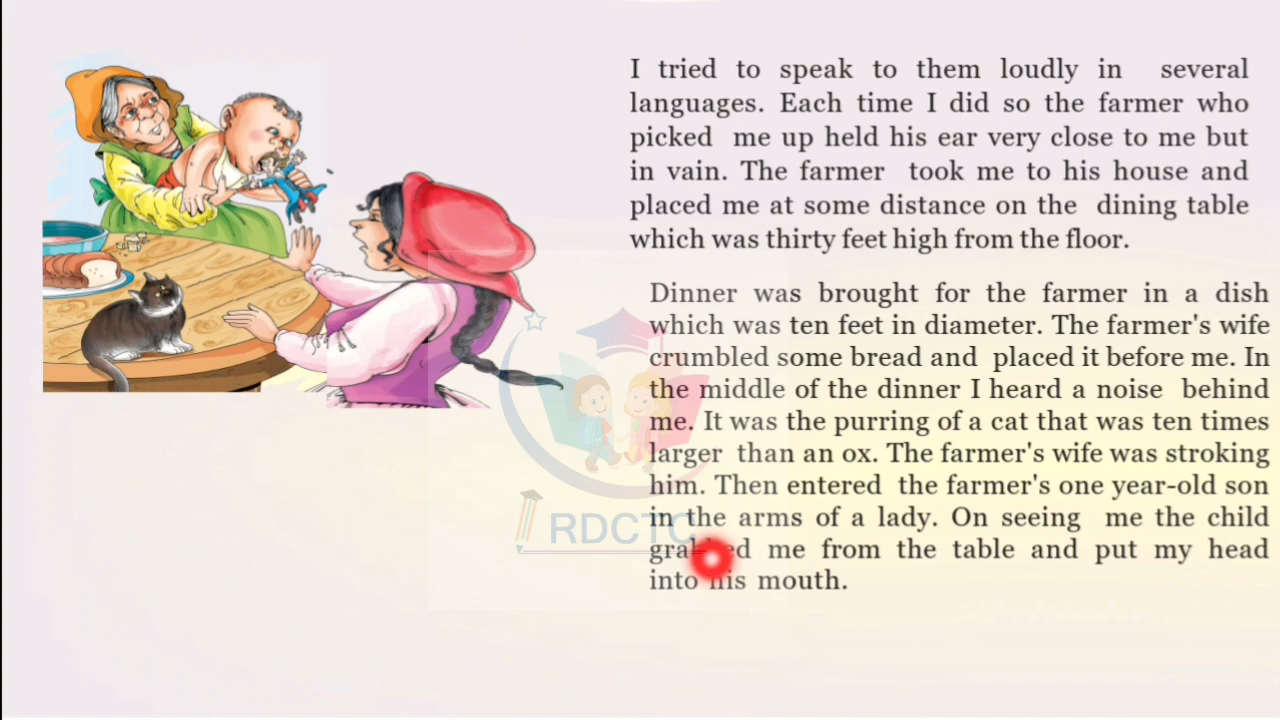 I tried to speak to them loudly in several
languages. Each time I did so the farmer who
picked me up held his ear very close to me but
in vain. The farmer took me to his house and
placed me at some distance on the dining table
which was thirty feet high from the floor.
Dinner was brought for the farmer in a dish
which was ten feet in diameter. The farmer's wife
crumbled some bread and placed it before me. In
the middle of the dinner I heard a noise behind
me. It was the purring of a cat that was ten times
larger than an ox. The farmer's wife was stroking
him. Then entered the farmer's one year-old son
in the arms of a lady. On seeing me the child
grabbed me from the table and put my head
into his mouth.
RDCTC